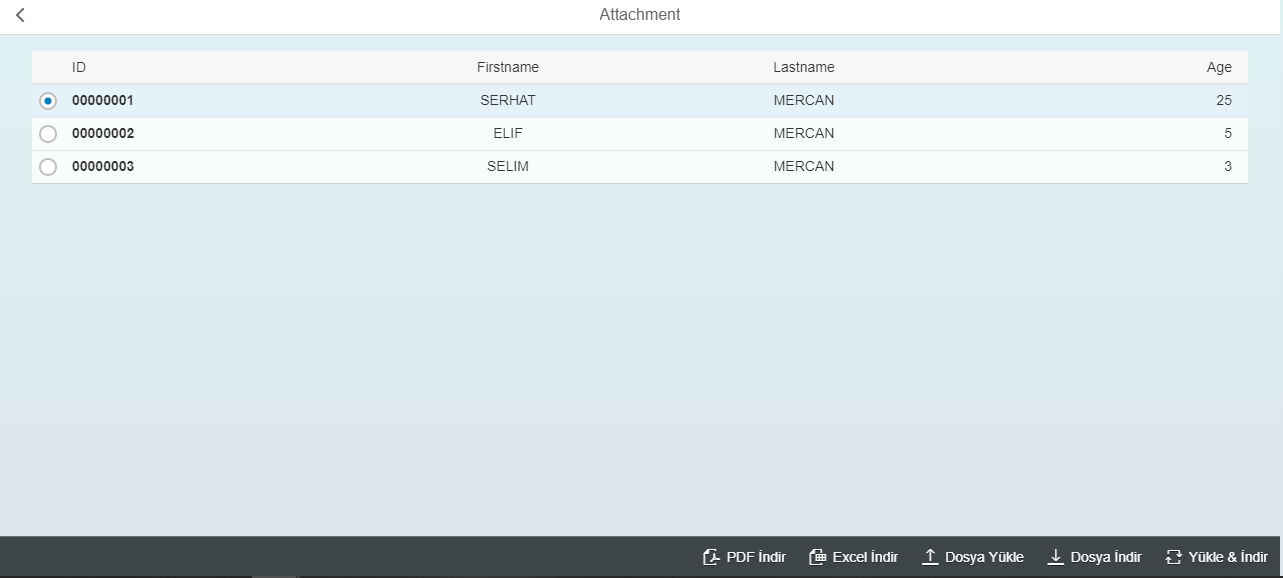 Attachment
ID Firstname Lastname Age
00000001 SERHAT MERCAN 25
00000002 ELIF MERCAN 5
00000003 SELIM MERCAN 3
PDF İndir Excel İndir Dosya Yükle Dosya İndir Yükle & İndir